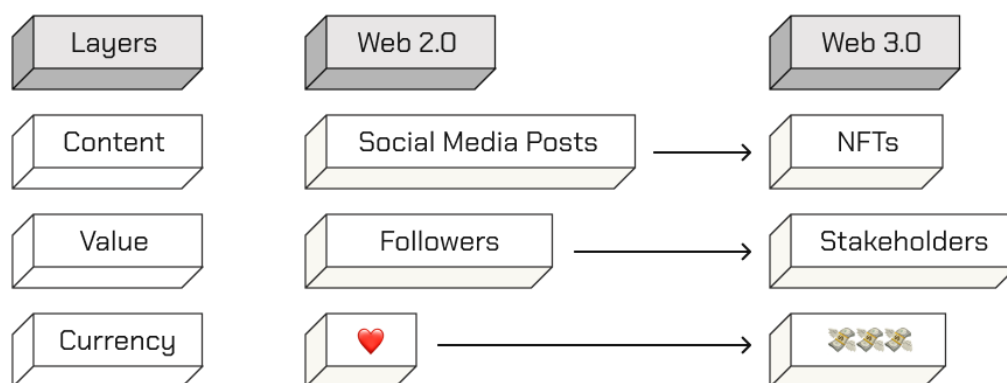 Layers Web 2.0 Web 3.0
Content Social Media Posts NFTs
Value Followers Stakeholders
Currency ❤️ 💸💸💸